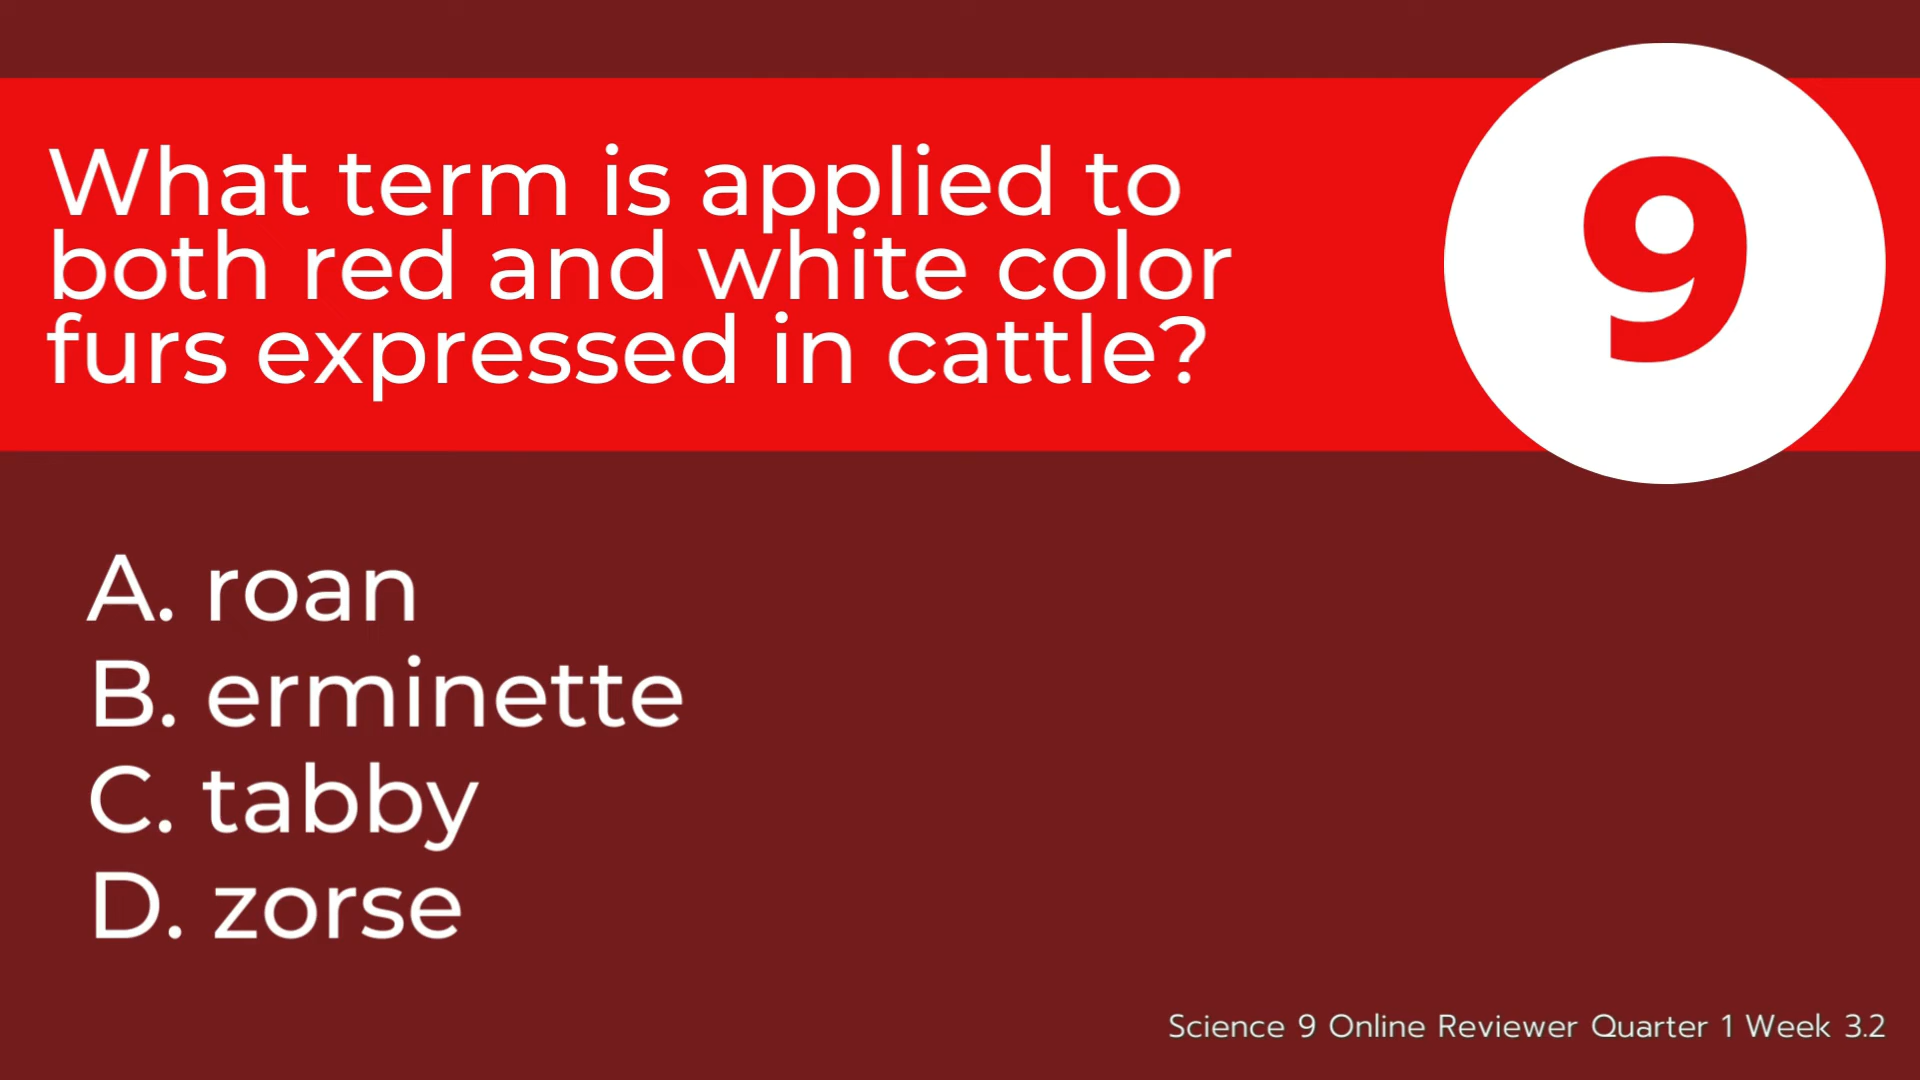 What term is applied to
both red and white color
furs expressed in cattle?
9
A. roan
B. erminette
C. tabby
D. zorse
Science 9 Online Reviewer Quarter 1 Week 3.2